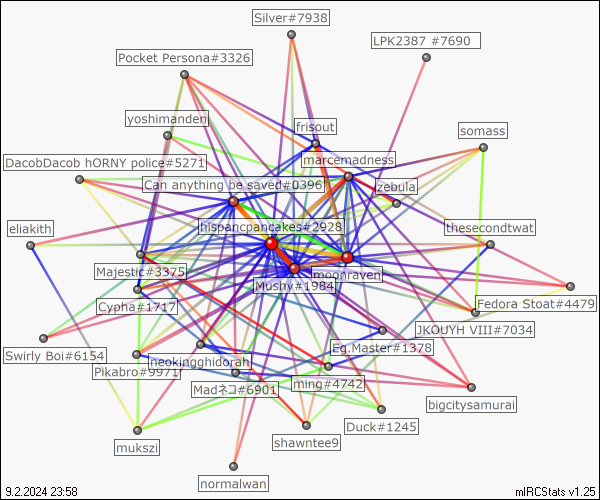 Silver#7938
LPK2387 #7690
Pocket Persona#3326
yoshimanden
frisout
somass
marcemadness
DacobDacob hORNY police#5271
Can anything be saved#0396
zebula
eliakith
hispancpancakes#2928
thesecondtwat
Majestic#3375
moonraven
Mushy#1984
Cypha#1717
Fedora Stoat#4479
JKOUYH VIII#7034
Swirly Boi#6154
neokingghidorah
Eg.Master#1378
Pikabro#9971
Madネコ#6901
ming#4742
bigcitysamurai
Duck#1245
mukszi
shawntee9
normalwan
9.2.2024 23:58
mIRCStats v1.25